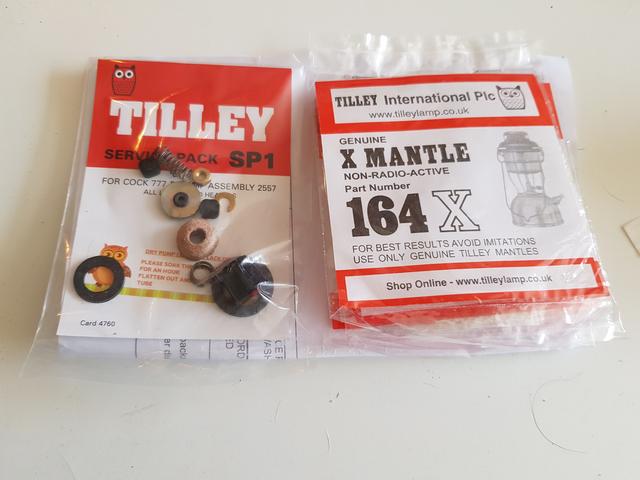 TILLEY
SERVICE PACK SP1
FOR COCK 777 ASSEMBLY 2557
ALL
DRY PUMP
PLEASE SOAK
FOR AN HOUR
FLATTEN OUT
TUBE
Card 4760
TILLEY International Plc
www.tilleylamp.co.uk
GENUINE
X MANTLE
NON-RADIO-ACTIVE
Part Number
164 X
FOR BEST RESULTS AVOID IMITATIONS
USE ONLY GENUINE TILLEY MANTLES
Shop Online - www.tilleylamp.co.uk